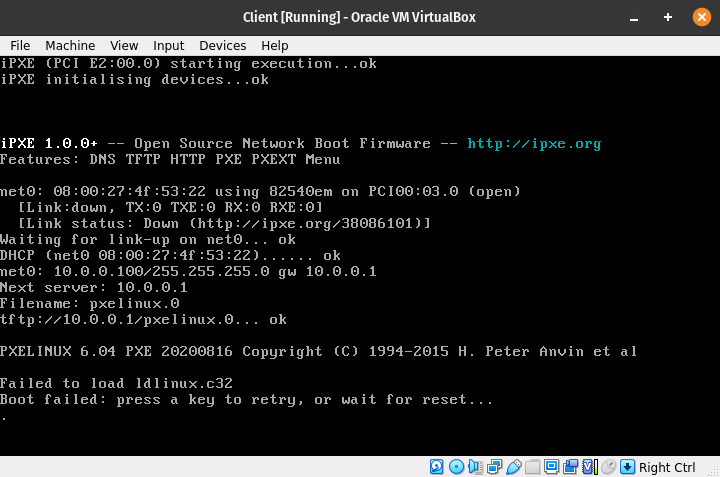 Client [Running] - Oracle VM VirtualBox
File Machine View Input Devices Help
iPXE (PCI E2:00.0) starting execution...ok
iPXE initialising devices...ok
iPXE 1.0.0+ -- Open Source Network Boot Firmware -- http://ipxe.org
Features: DNS TFTP HTTP PXE PXEXT Menu
net0: 08:00:27:4f:53:22 using 82540em on PCI00:03.0 (open)
[Link:down, TX:0 TXE:0 RX:0 RXE:0]
[Link status: Down (http://ipxe.org/38086101)]
Waiting for link-up on net0... ok
DHCP (net0 08:00:27:4f:53:22)...... ok
net0: 10.0.0.100/255.255.255.0 gw 10.0.0.1
Next server: 10.0.0.1
Filename: pxelinux.0
tftp://10.0.0.1/pxelinux.0... ok
PXELINUX 6.04 PXE 20200816 Copyright (C) 1994-2015 H. Peter Anvin et al
Failed to load ldlinux.c32
Boot failed: press a key to retry, or wait for reset...
.
Right Ctrl